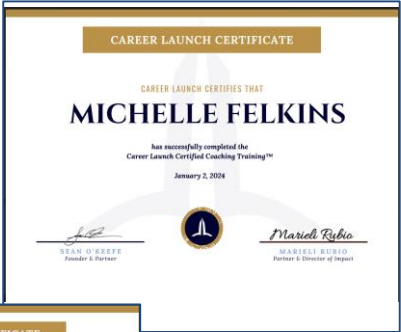 CAREER LAUNCH CERTIFICATE
CAREER LAUNCH CERTIFIES THAT
MICHELLE FELKINS
has successfully completed the
Career Launch Certified Coaching Training™
January 2, 2024
Marieli Rubio
SEAN O'KEEFE
Founder & Partner
MARIELI RUBIO
Partner & Director of Impact